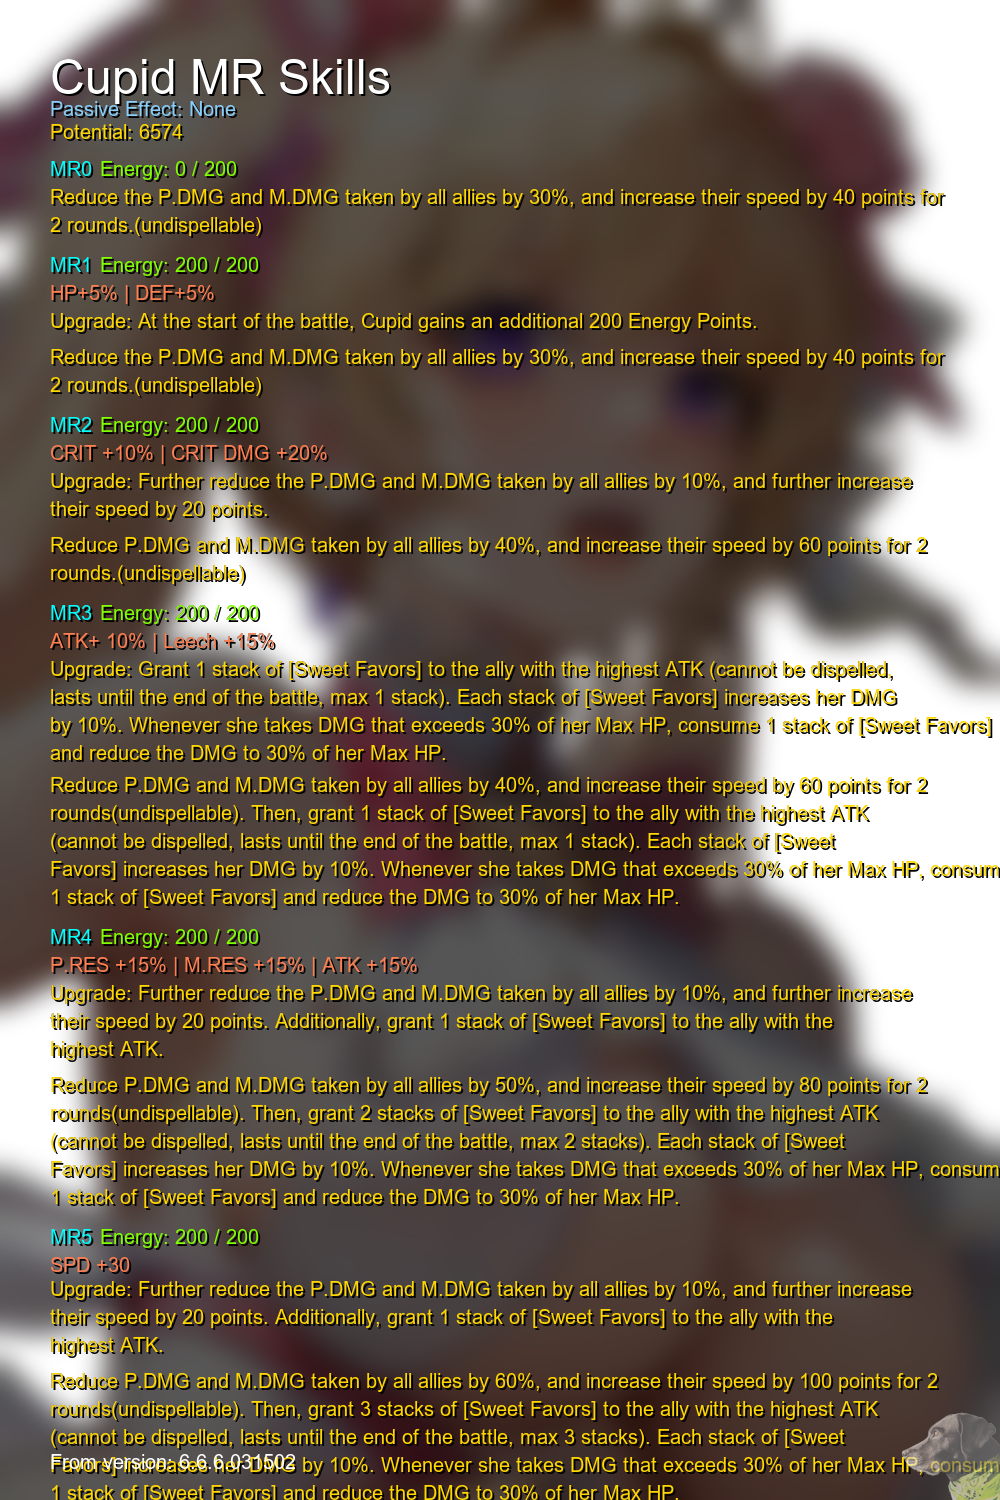 Cupid MR Skills
Passive Effect: None
Potential: 6574
MR0 Energy: 0 / 200
Reduce the P.DMG and M.DMG taken by all allies by 30%, and increase their speed by 40 points for
2 rounds.(undispellable)
MR1 Energy: 200 / 200
HP+5% | DEF+5%
Upgrade: At the start of the battle, Cupid gains an additional 200 Energy Points.
Reduce the P.DMG and M.DMG taken by all allies by 30%, and increase their speed by 40 points for
2 rounds.(undispellable)
MR2 Energy: 200 / 200
CRIT +10% | CRIT DMG +20%
Upgrade: Further reduce the P.DMG and M.DMG taken by all allies by 10%, and further increase
their speed by 20 points.
Reduce P.DMG and M.DMG taken by all allies by 40%, and increase their speed by 60 points for 2
rounds.(undispellable)
MR3 Energy: 200 / 200
ATK+ 10% | Leech +15%
Upgrade: Grant 1 stack of [Sweet Favors] to the ally with the highest ATK (cannot be dispelled,
lasts until the end of the battle, max 1 stack). Each stack of [Sweet Favors] increases her DMG
by 10%. Whenever she takes DMG that exceeds 30% of her Max HP, consume 1 stack of [Sweet Favors]
and reduce the DMG to 30% of her Max HP.
Reduce P.DMG and M.DMG taken by all allies by 40%, and increase their speed by 60 points for 2
rounds(undispellable). Then, grant 1 stack of [Sweet Favors] to the ally with the highest ATK
(cannot be dispelled, lasts until the end of the battle, max 1 stack). Each stack of [Sweet
Favors] increases her DMG by 10%. Whenever she takes DMG that exceeds 30% of her Max HP, consum
1 stack of [Sweet Favors] and reduce the DMG to 30% of her Max HP.
MR4 Energy: 200 / 200
P.RES +15% | M.RES +15% | ATK +15%
Upgrade: Further reduce the P.DMG and M.DMG taken by all allies by 10%, and further increase
their speed by 20 points. Additionally, grant 1 stack of [Sweet Favors] to the ally with the
highest ATK.
Reduce P.DMG and M.DMG taken by all allies by 50%, and increase their speed by 80 points for 2
rounds(undispellable). Then, grant 2 stacks of [Sweet Favors] to the ally with the highest ATK
(cannot be dispelled, lasts until the end of the battle, max 2 stacks). Each stack of [Sweet
Favors] increases her DMG by 10%. Whenever she takes DMG that exceeds 30% of her Max HP, consum
1 stack of [Sweet Favors] and reduce the DMG to 30% of her Max HP.
MR5 Energy: 200 / 200
SPD +30
Upgrade: Further reduce the P.DMG and M.DMG taken by all allies by 10%, and further increase
their speed by 20 points. Additionally, grant 1 stack of [Sweet Favors] to the ally with the
highest ATK.
Reduce P.DMG and M.DMG taken by all allies by 60%, and increase their speed by 100 points for 2
rounds(undispellable). Then, grant 3 stacks of [Sweet Favors] to the ally with the highest ATK
(cannot be dispelled, lasts until the end of the battle, max 3 stacks). Each stack of [Sweet
From version: 6.6.6.031502
Favors] increases her DMG by 10%. Whenever she takes DMG that exceeds 30% of her Max HP, consum
1 stack of [Sweet Favors] and reduce the DMG to 30% of her Max HP.